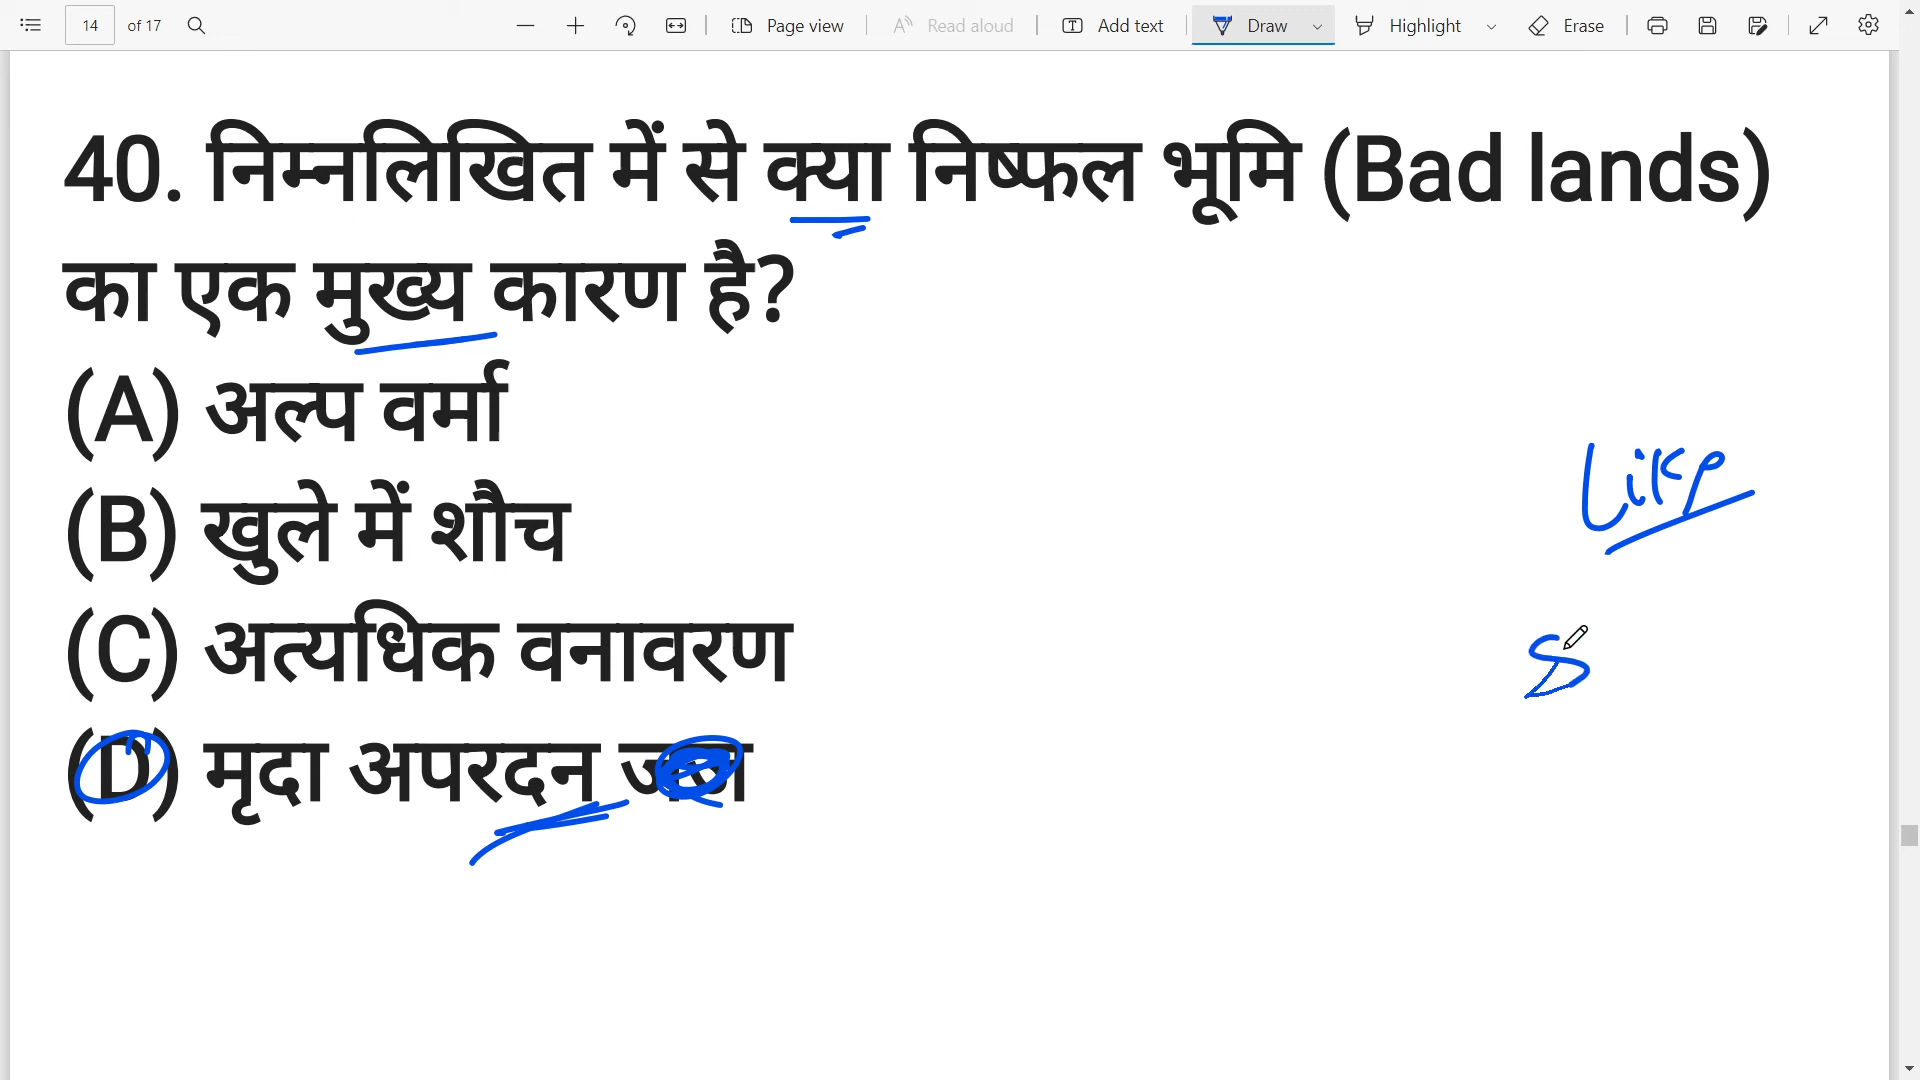 14 of 17 Page view Read aloud Add text Draw Highlight Erase
40. निम्नलिखित में से क्या निष्फल भूमि (Bad lands)
का एक मुख्य कारण है?
(A) अल्प वर्मा
(B) खुले में शौच
Like
(C) अत्यधिक वनावरण
S
(D) मृदा अपरदन